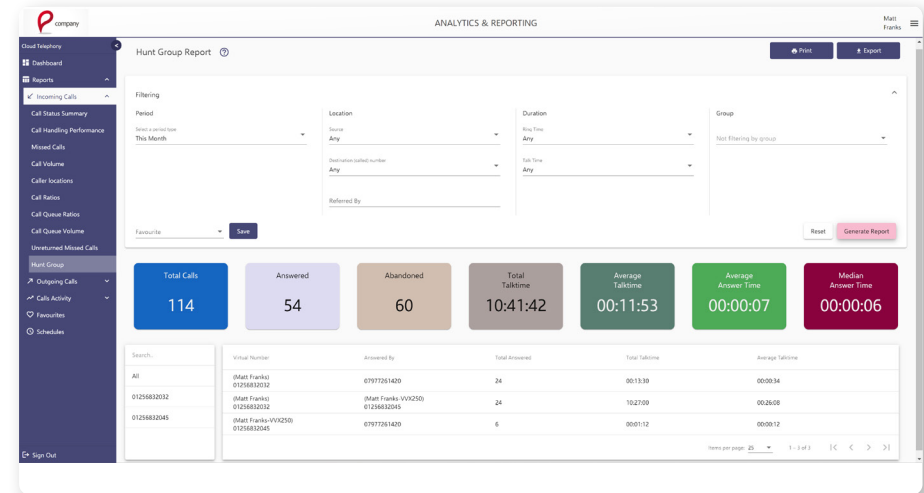 company
ANALYTICS & REPORTING
Matt
Franks
Cloud Telephony
Dashboard
Reports
Incoming Calls
Call Status Summary
Call Handling Performance
Missed Calls
Call Volume
Caller locations
Call Ratios
Call Queue Ratios
Call Queue Volume
Unreturned Missed Calls
Hunt Group
Outgoing Calls
Calls Activity
Favourites
Schedules
Sign Out
Hunt Group Report
Print
Export
Filtering
Period
Location
Duration
Group
Select a period type
This Month
Source
Any
Ring Time
Any
Not filtering by group
Destination (called number)
Any
Talk Time
Any
Referred By
Favourite
Save
Reset
Generate Report
Total Calls
114
Answered
54
Abandoned
60
Total
Talktime
10:41:42
Average
Talktime
00:11:53
Average
Answer Time
00:00:07
Median
Answer Time
00:00:06
Search..
All
01256832032
01256832045
Virtual Number Answered By Total Answered Total Talktime Average Talktime
(Matt Franks)
01256832032 07977261420 24 00:13:30 00:00:34
(Matt Franks) (Matt Franks-VVX250)
01256832032 01256832045 24 10:27:00 00:26:08
(Matt Franks-VVX250)
01256832045 07977261420 6 00:01:12 00:00:12
Items per page: 25 1 - 3 of 3